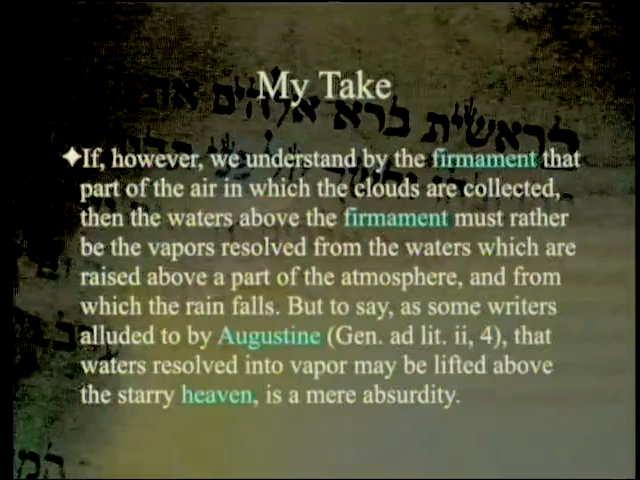 My Take
בראשית ברא אלהים את
✦If, however, we understand by the firmament that
part of the air in which the clouds are collected,
then the waters above the firmament must rather
be the vapors resolved from the waters which are
raised above a part of the atmosphere, and from
which the rain falls. But to say, as some writers
alluded to by Augustine (Gen. ad lit. ii, 4), that
waters resolved into vapor may be lifted above
the starry heaven, is a mere absurdity.